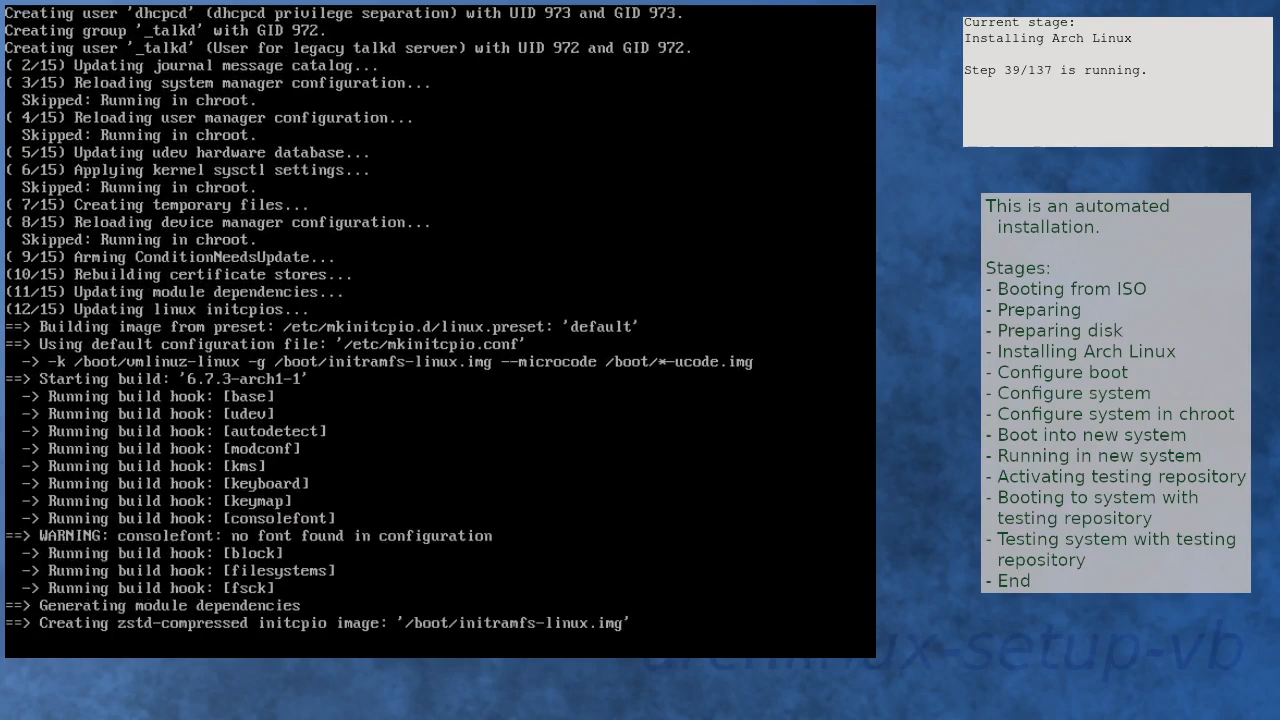 Creating user 'dhcpcd' (dhcpcd privilege separation) with UID 973 and GID 973.
Creating group '_talkd' with GID 972.
Creating user '_talkd' (User for legacy talkd server) with UID 972 and GID 972.
( 2/15) Updating journal message catalog...
( 3/15) Reloading system manager configuration...
  Skipped: Running in chroot.
( 4/15) Reloading user manager configuration...
  Skipped: Running in chroot.
( 5/15) Updating udev hardware database...
( 6/15) Applying kernel sysctl settings...
  Skipped: Running in chroot.
( 7/15) Creating temporary files...
( 8/15) Reloading device manager configuration...
  Skipped: Running in chroot.
( 9/15) Arming ConditionNeedsUpdate...
(10/15) Rebuilding certificate stores...
(11/15) Updating module dependencies...
(12/15) Updating linux initcpios...
==> Building image from preset: /etc/mkinitcpio.d/linux.preset: 'default'
==> Using default configuration file: '/etc/mkinitcpio.conf'
  -> -k /boot/vmlinuz-linux -g /boot/initramfs-linux.img --microcode /boot/*-ucode.img
==> Starting build: '6.7.3-arch1-1'
  -> Running build hook: [base]
  -> Running build hook: [udev]
  -> Running build hook: [autodetect]
  -> Running build hook: [modconf]
  -> Running build hook: [kms]
  -> Running build hook: [keyboard]
  -> Running build hook: [keymap]
  -> Running build hook: [consolefont]
==> WARNING: consolefont: no font found in configuration
  -> Running build hook: [block]
  -> Running build hook: [filesystems]
  -> Running build hook: [fsck]
==> Generating module dependencies
==> Creating zstd-compressed initcpio image: '/boot/initramfs-linux.img'
Current stage:
Installing Arch Linux
Step 39/137 is running.
This is an automated
installation.
Stages:
- Booting from ISO
- Preparing
- Preparing disk
- Installing Arch Linux
- Configure boot
- Configure system
- Configure system in chroot
- Boot into new system
- Running in new system
- Activating testing repository
- Booting to system with
testing repository
- Testing system with testing
repository
- End
archlinux-setup-vb